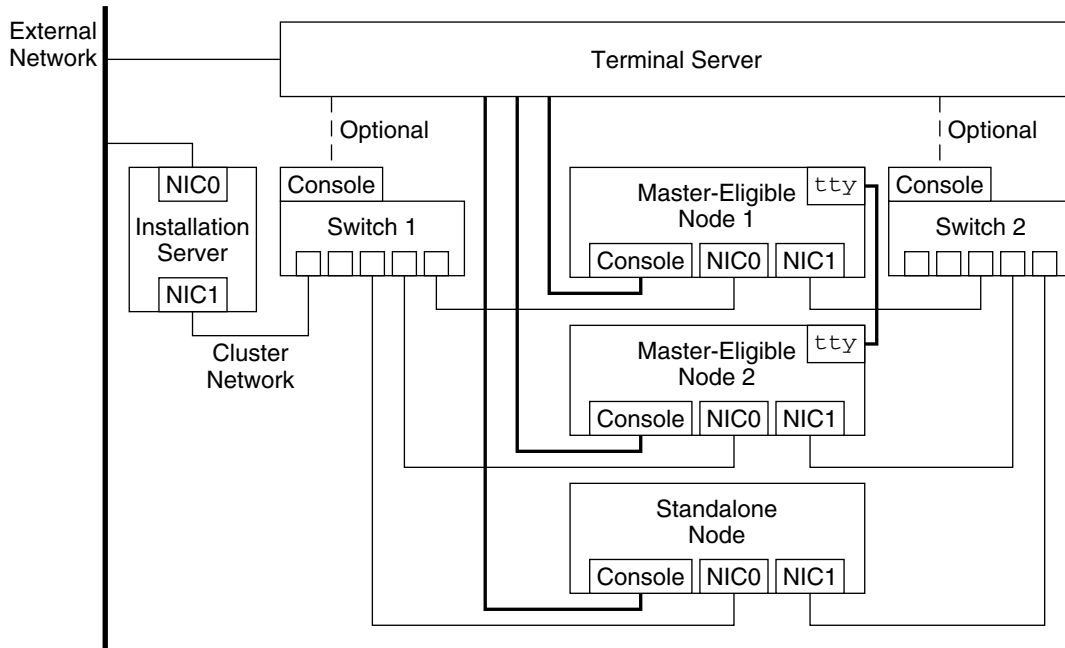 External
Network
Terminal Server
Optional
Optional
NIC0
Installation
Server
NIC1
Console
Switch 1
Master-Eligible
Node 1
tty
Console
NIC0
NIC1
Console
Switch 2
Cluster
Network
Master-Eligible
Node 2
tty
Console
NIC0
NIC1
Standalone
Node
Console
NIC0
NIC1